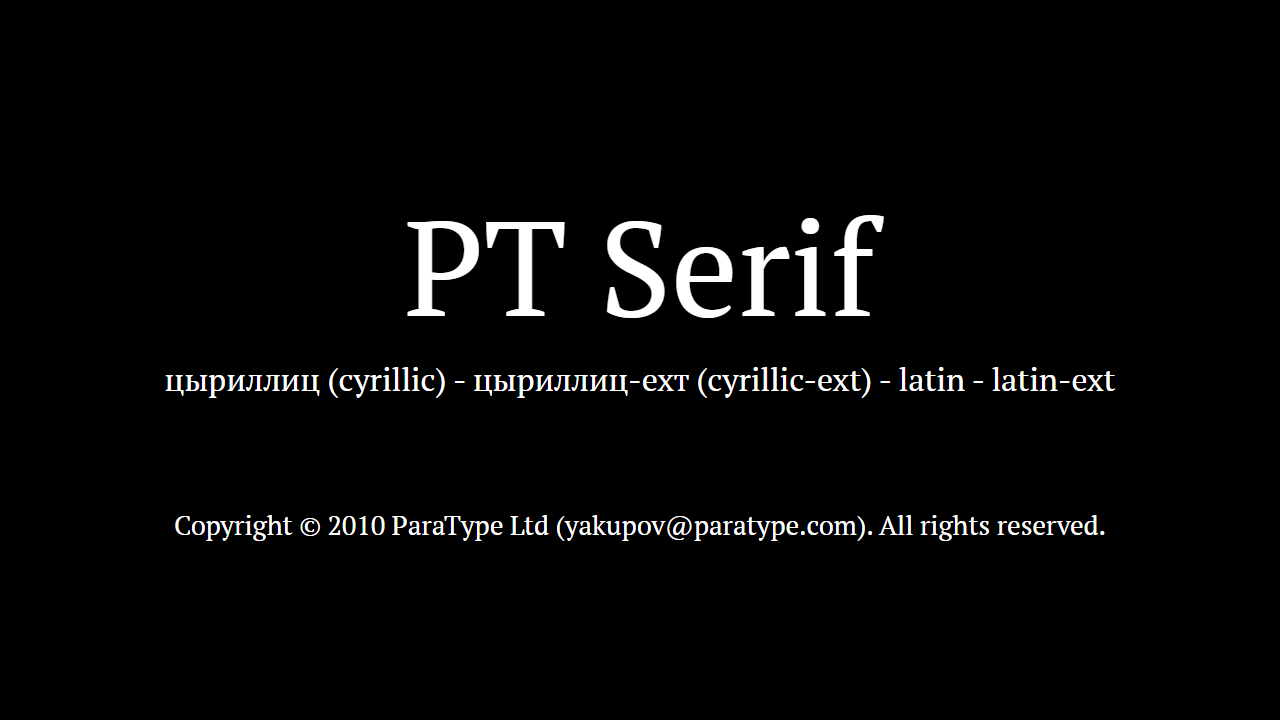 PT Serif
цыриллиц (cyrillic) - цыриллиц-ехт (cyrillic-ext) - latin - latin-ext
Copyright © 2010 ParaType Ltd (yakupov@paratype.com). All rights reserved.